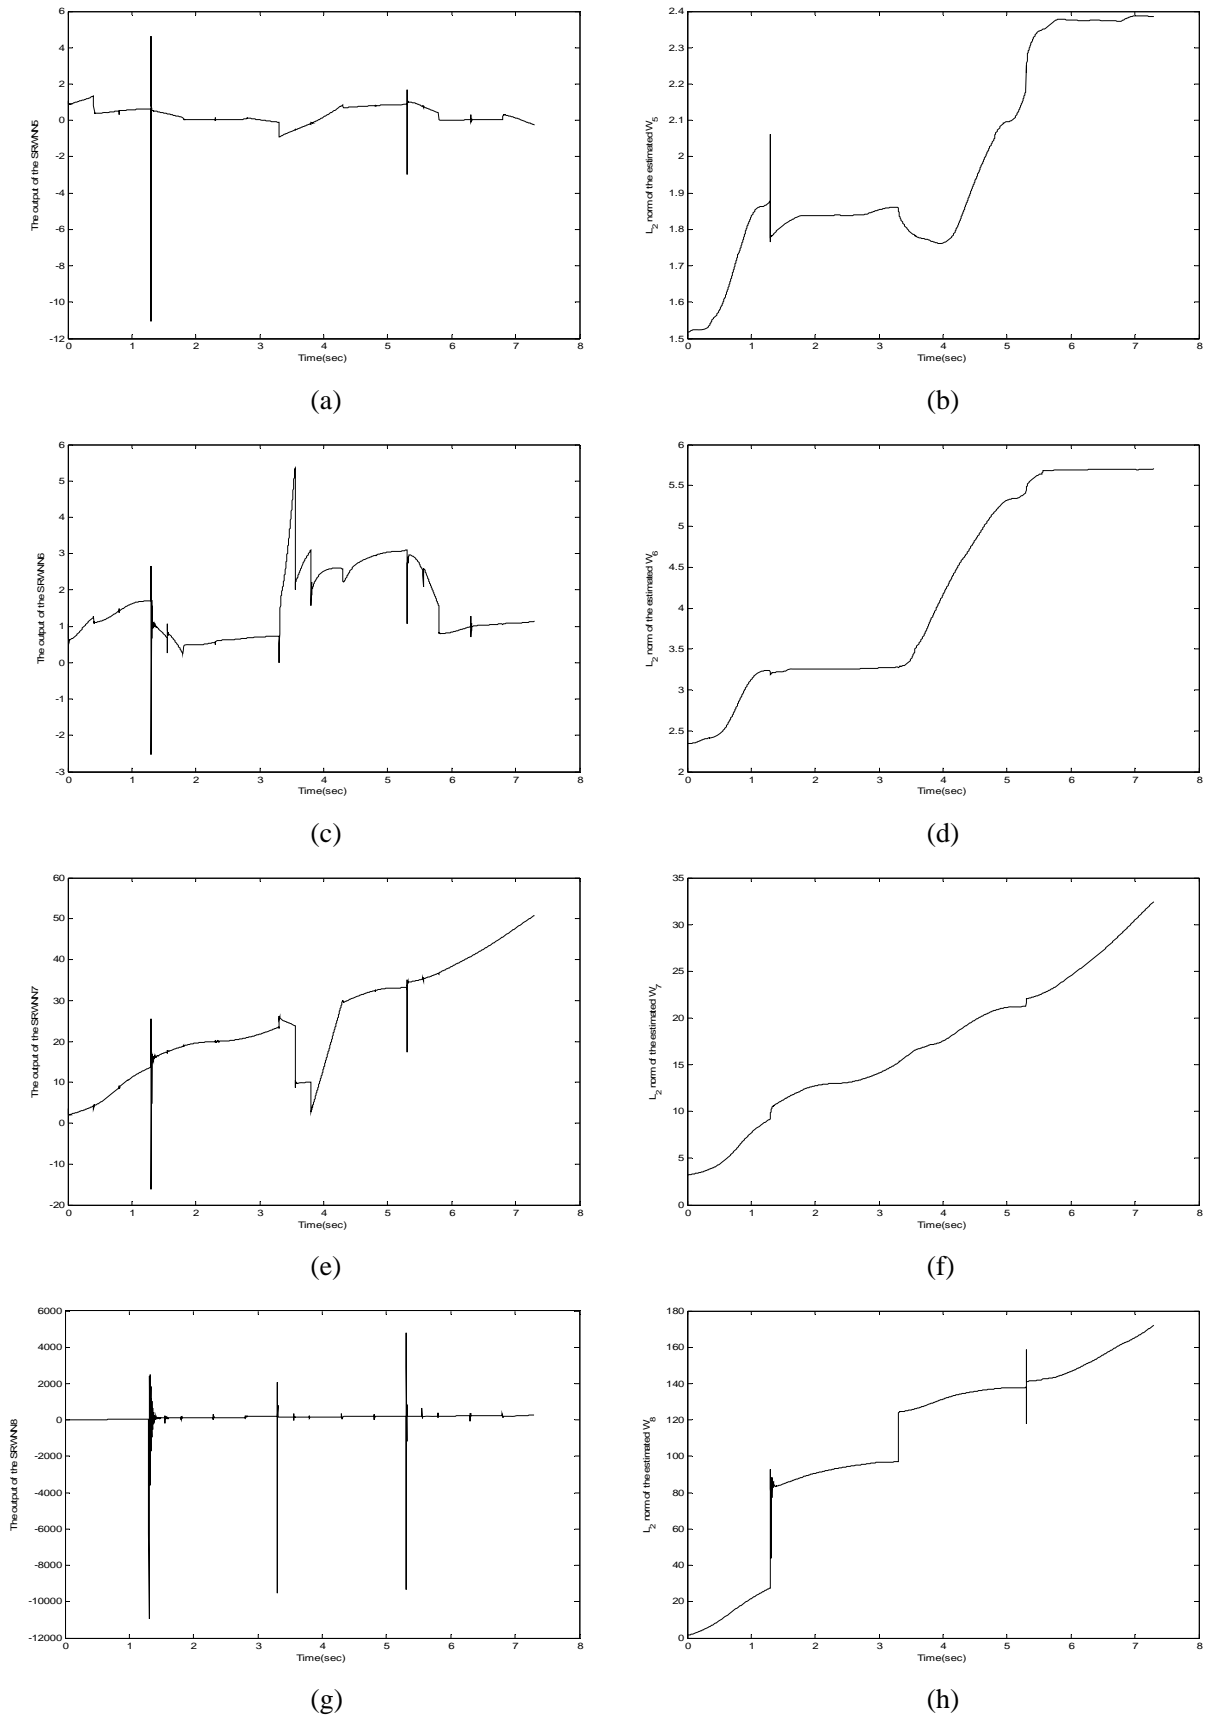 6
4
2
0
-2
-4
-6
-8
-10
-12
0 1 2 3 4 5 6 7 8
Time(sec)
The output of the SRWNN5
(a)
2.4
2.3
2.2
2.1
2
1.9
1.8
1.7
1.6
1.5
0 1 2 3 4 5 6 7 8
Time(sec)
L2 norm of the estimated W5
(b)
6
5
4
3
2
1
0
-1
-2
-3
0 1 2 3 4 5 6 7 8
Time(sec)
The output of the SRWNN6
(c)
6
5.5
5
4.5
4
3.5
3
2.5
2
0 1 2 3 4 5 6 7 8
Time(sec)
L2 norm of the estimated W6
(d)
60
50
40
30
20
10
0
-10
-20
0 1 2 3 4 5 6 7 8
Time(sec)
The output of the SRWNN7
(e)
35
30
25
20
15
10
5
0
0 1 2 3 4 5 6 7 8
Time(sec)
L2 norm of the estimated W7
(f)
6000
4000
2000
0
-2000
-4000
-6000
-8000
-10000
-12000
0 1 2 3 4 5 6 7 8
Time(sec)
The output of the SRWNN8
(g)
180
160
140
120
100
80
60
40
20
0
0 1 2 3 4 5 6 7 8
Time(sec)
L2 norm of the estimated W8
(h)